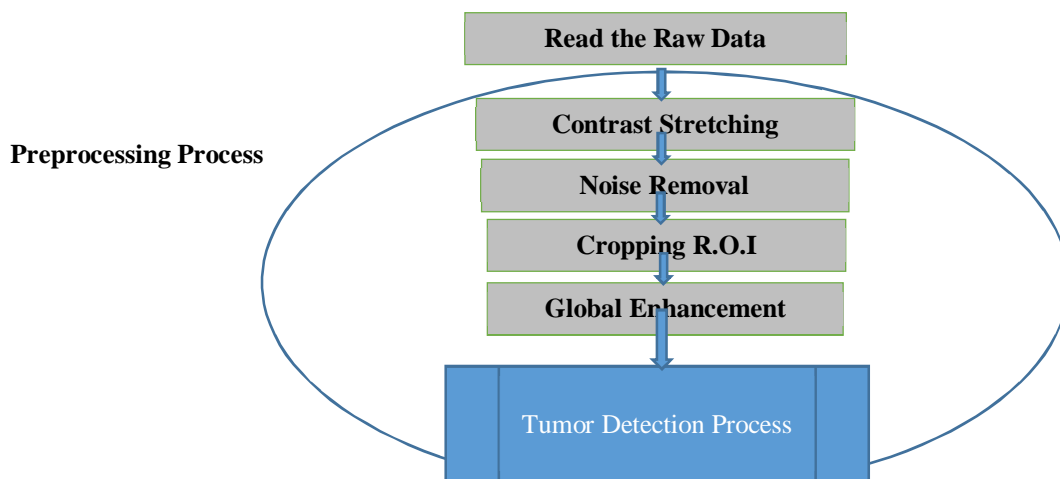 Read the Raw Data
Contrast Stretching
Preprocessing Process
Noise Removal
Cropping R.O.I
Global Enhancement
Tumor Detection Process